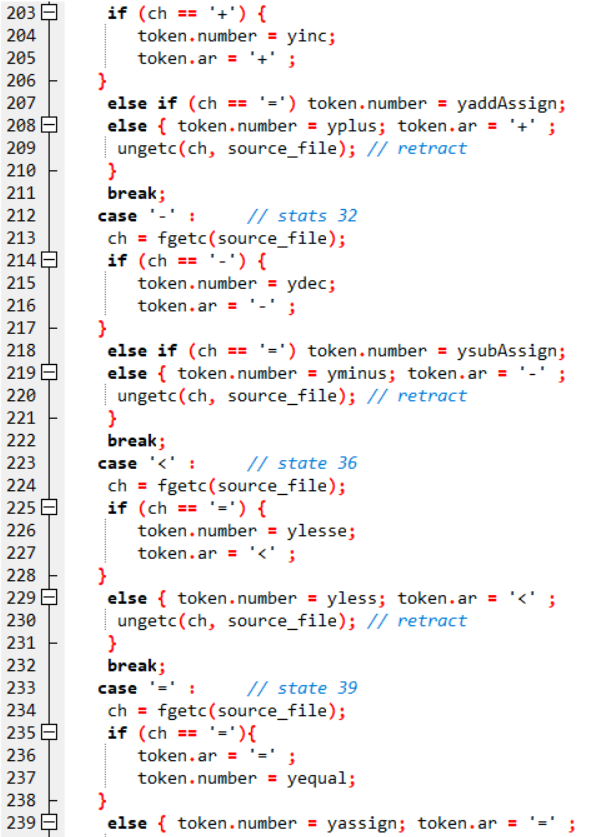 203 if (ch == '+') {
204 token.number = yinc;
205 token.ar = '+' ;
206 }
207 else if (ch == '=') token.number = yaddAssign;
208 else { token.number = yplus; token.ar = '+' ;
209 ungetc(ch, source_file); // retract
210 }
211 break;
212 case '-' : // stats 32
213 ch = fgetc(source_file);
214 if (ch == '-') {
215 token.number = ydec;
216 token.ar = '-' ;
217 }
218 else if (ch == '=') token.number = ysubAssign;
219 else { token.number = yminus; token.ar = '-' ;
220 ungetc(ch, source_file); // retract
221 }
222 break;
223 case '<' : // state 36
224 ch = fgetc(source_file);
225 if (ch == '=') {
226 token.number = ylesse;
227 token.ar = '<' ;
228 }
229 else { token.number = yless; token.ar = '<' ;
230 ungetc(ch, source_file); // retract
231 }
232 break;
233 case '=' : // state 39
234 ch = fgetc(source_file);
235 if (ch == '='){
236 token.ar = '=' ;
237 token.number = yequal;
238 }
239 else { token.number = yassign; token.ar = '=' ;